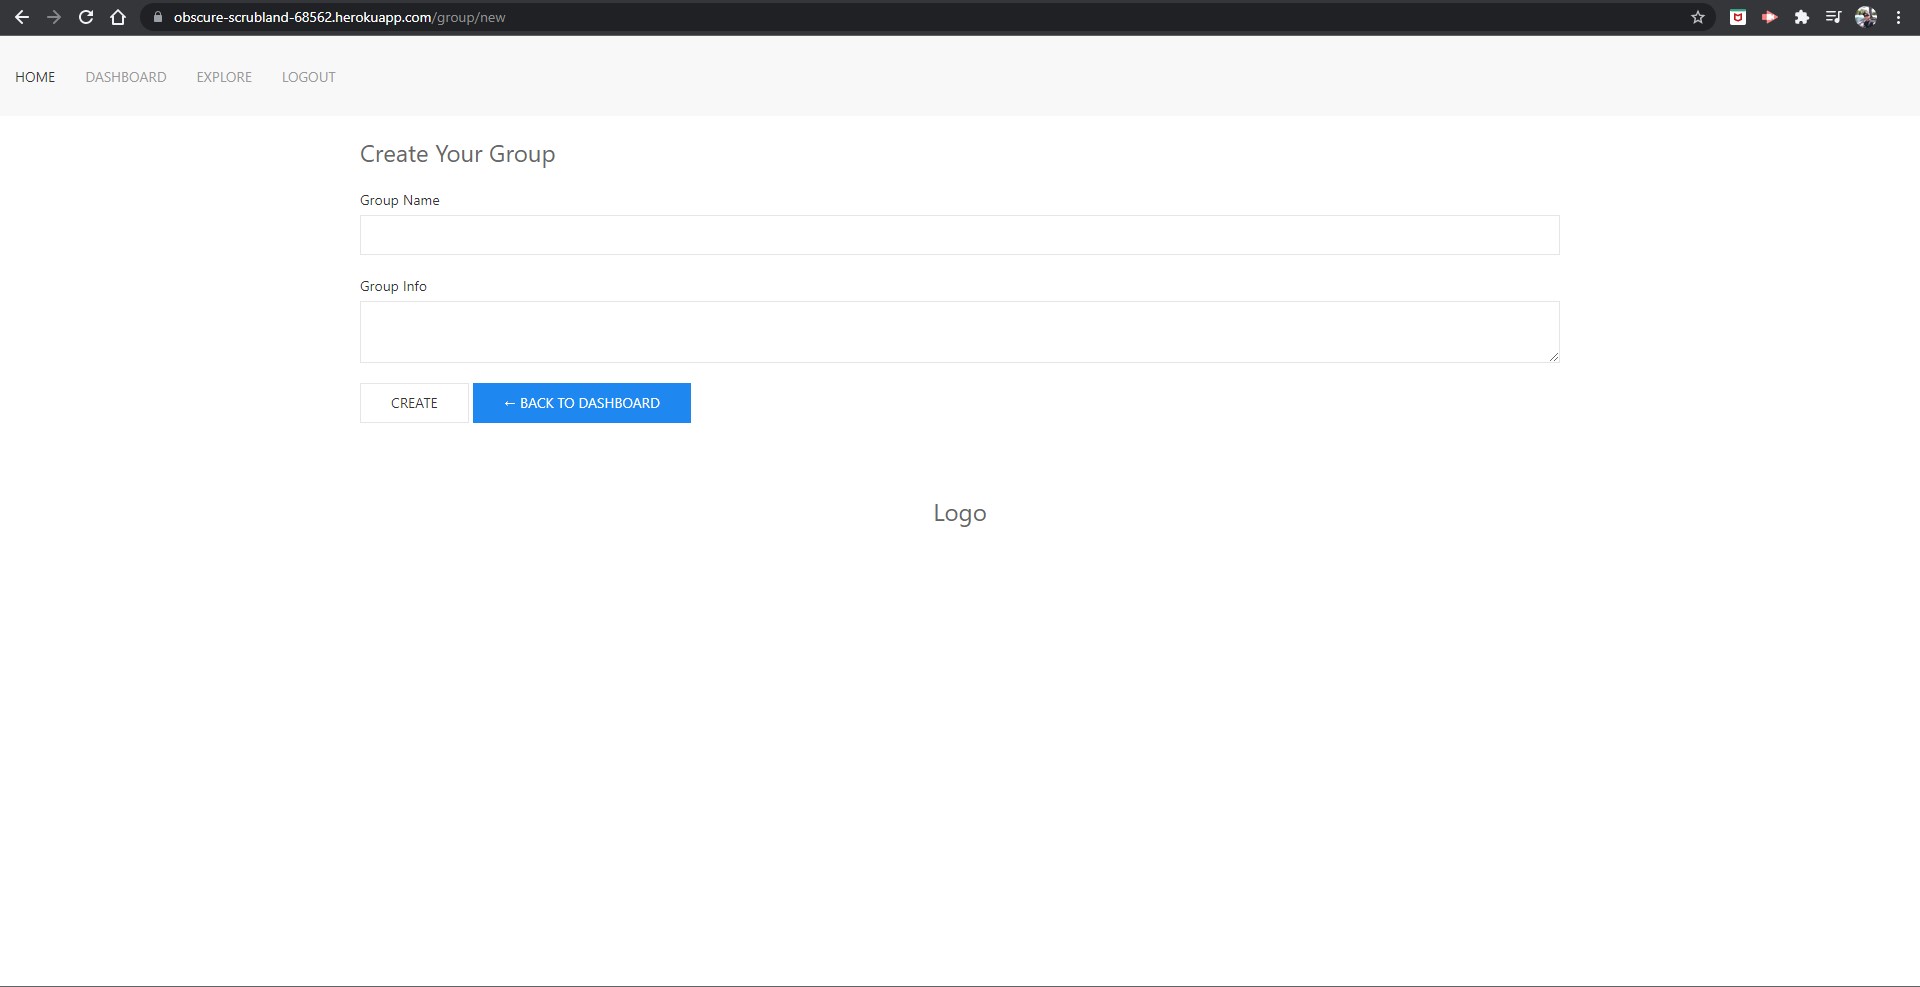 obscure-scrubland-68562.herokuapp.com/group/new
HOME DASHBOARD EXPLORE LOGOUT
Create Your Group
Group Name
Group Info
CREATE ← BACK TO DASHBOARD
Logo